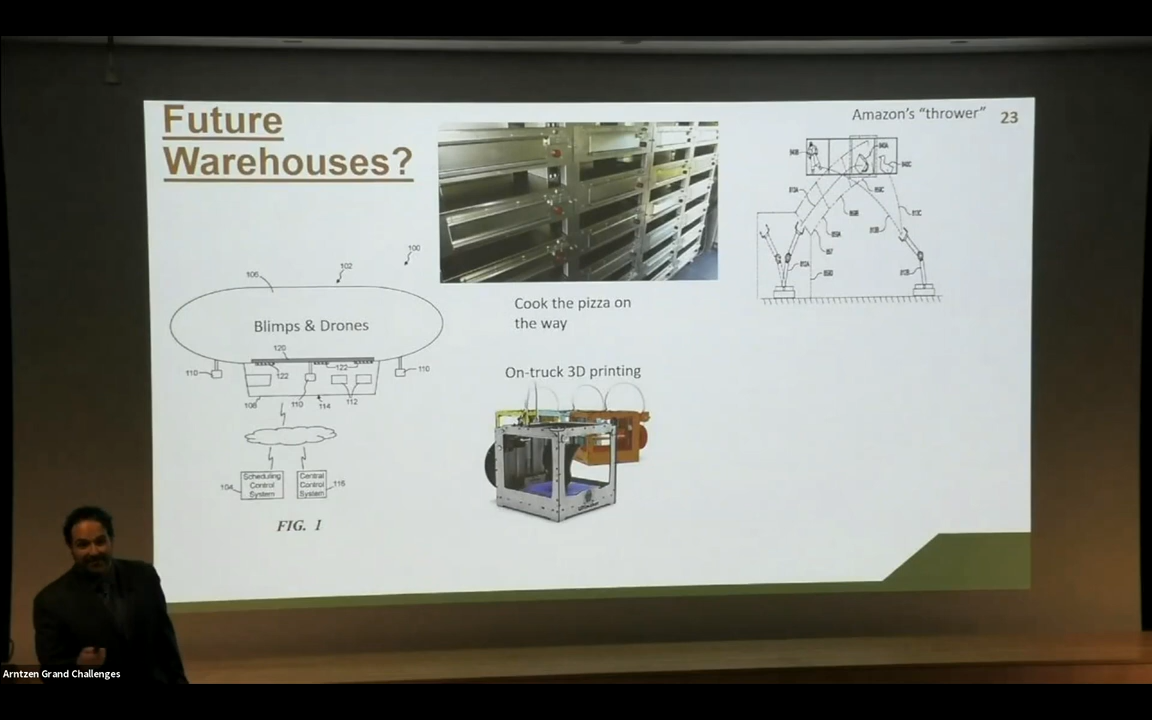 Future
Warehouses?
Amazon's "thrower"
23
Cook the pizza on
the way
On-truck 3D printing
100
102
106
Blimps & Drones
120
110
122
122
110
108
110
114
112
104
Scheduling
Control
System
Central
Control
System
116
FIG. 1
Arntzen Grand Challenges